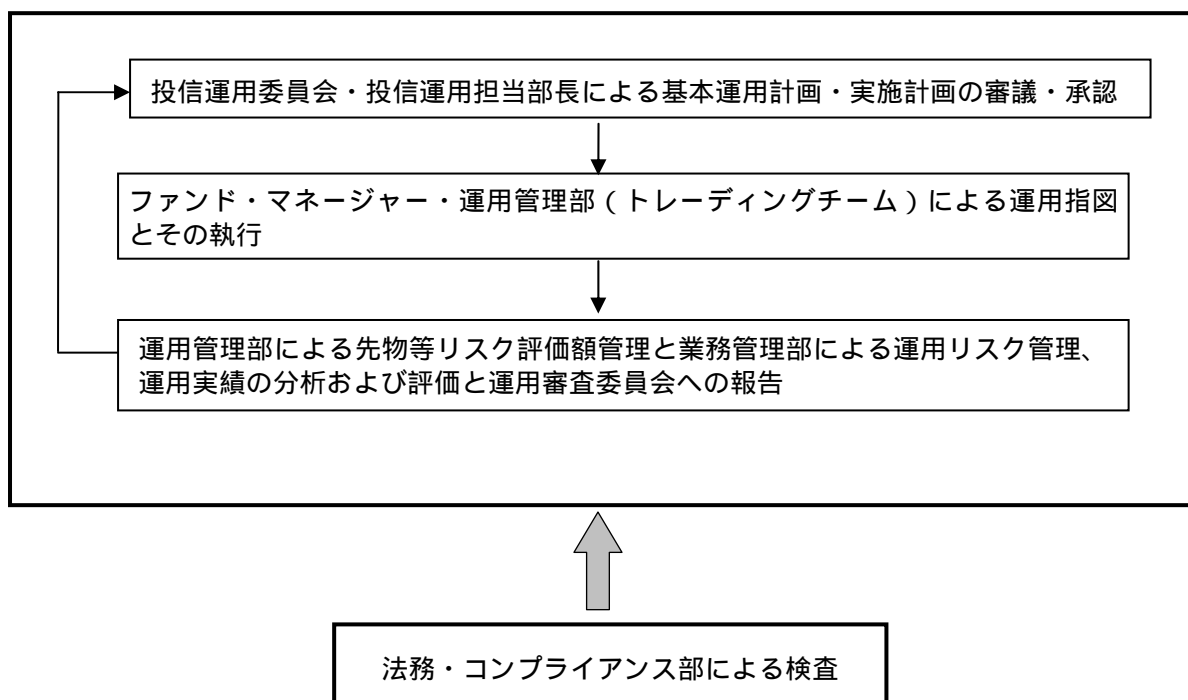 投信運用委員会・投信運用担当部長による基本運用計画・実施計画の審議・承認
ファンド・マネージャー・運用管理部（トレーディングチーム）による運用指図
とその執行
運用管理部による先物等リスク評価額管理と業務管理部による運用リスク管理、
運用実績の分析および評価と運用審査委員会への報告
法務・コンプライアンス部による検査